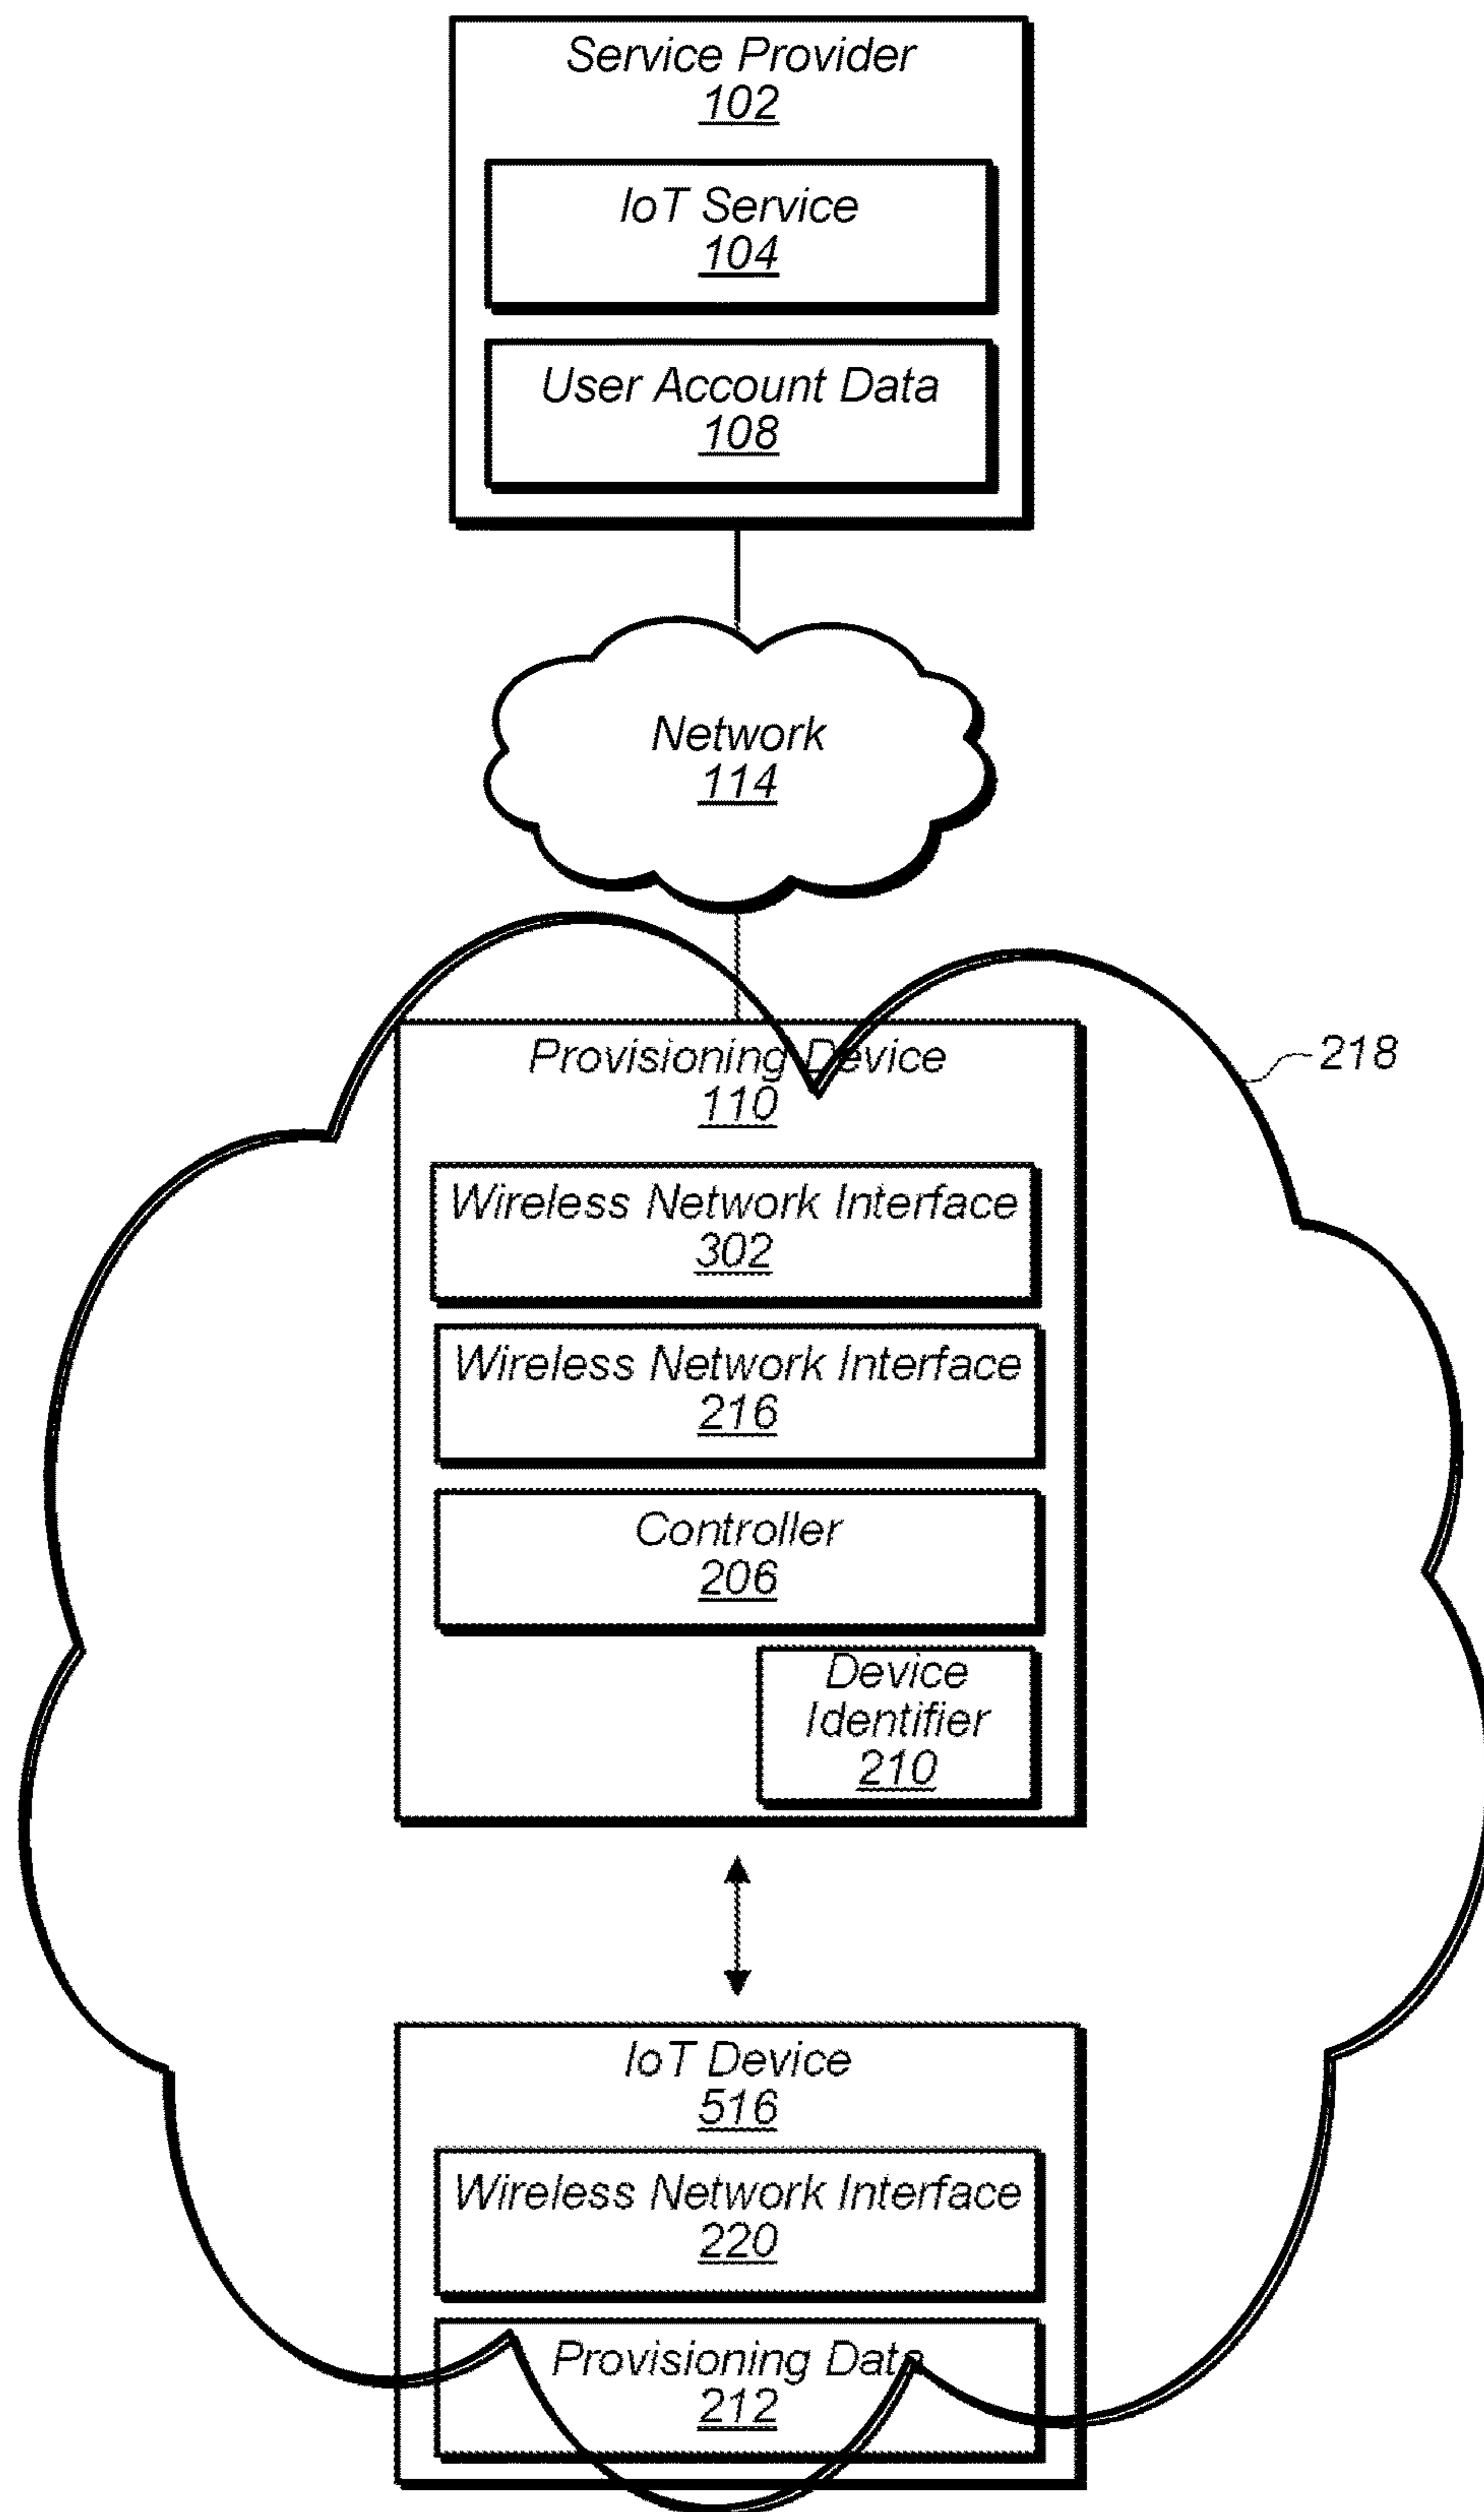 Service Provider
102
IoT Service
104
User Account Data
108
Network
114
Provisioning Device
110
218
Wireless Network Interface
302
Wireless Network Interface
216
Controller
206
Device
Identifier
210
IoT Device
516
Wireless Network Interface
220
Provisioning Data
212